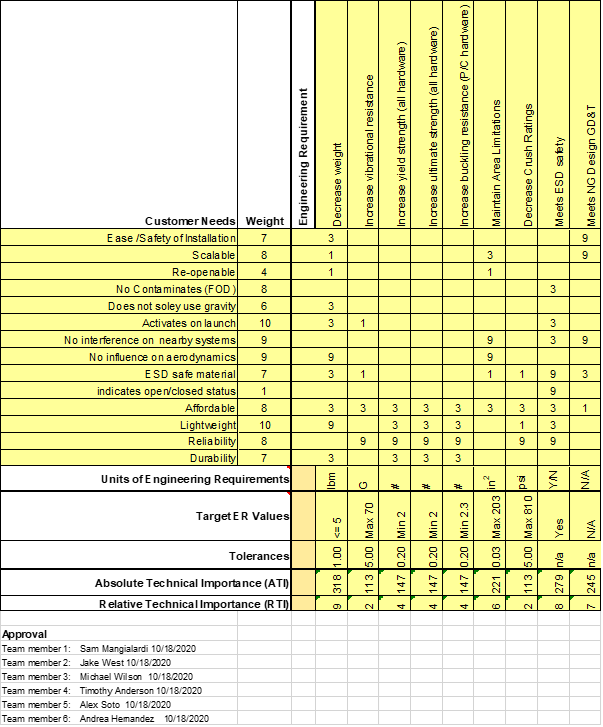 Customer Needs Weight Engineering Requirement Decrease weight Increase vibrational resistance Increase yield strength (all hardware) Increase ultimate strength (all hardware) Increase buckling resistance (P/C hardware) Maintain Area Limitations Decrease Crush Ratings Meets ESD safety Meets NG Design GD&T
Ease /Safety of Installation 7 3 9
Scalable 8 1 3 9
Re-openable 4 1 1
No Contaminates (FOD) 8 3
Does not soley use gravity 6 3
Activates on launch 10 3 1 3
No interference on nearby systems 9 9 3 9
No influence on aerodynamics 9 9 9
ESD safe material 7 3 1 1 1 9 3
indicates open/closed status 1 9
Affordable 8 3 3 3 3 3 3 3 3 1
Lightweight 10 9 3 3 3 1 3
Reliability 8 9 9 9 9 9 9
Durability 7 3 3 3 3
Units of Engineering Requirements lbm G # # # in² psi Y/N N/A
Target ER Values <= 5 Max 70 Min 2 Min 2 Min 2.3 Max 203 Max 810 Yes N/A
Tolerances 1.00 5.00 0.20 0.20 0.20 0.03 5.00 n/a n/a
Absolute Technical Importance (ATI) 318 113 147 147 147 221 113 279 245
Relative Technical Importance (RTI) 9 2 4 4 4 6 2 8 7
Approval
Team member 1: Sam Mangialardi 10/18/2020
Team member 2: Jake West 10/18/2020
Team member 3: Michael Wilson 10/18/2020
Team member 4: Timothy Anderson 10/18/2020
Team member 5: Alex Soto 10/18/2020
Team member 6: Andrea Hernandez 10/18/2020